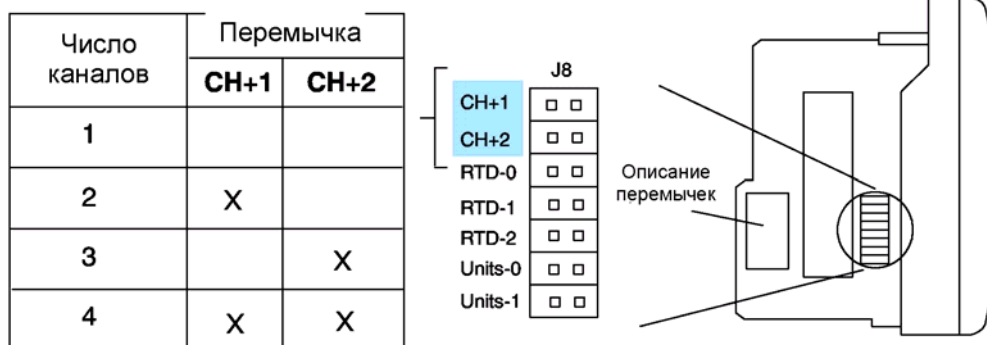 Число каналов
Перемычка
CH+1 CH+2
1
2 X
3 X
4 X X
J8
CH+1
CH+2
RTD-0
RTD-1
RTD-2
Units-0
Units-1
Описание
перемычек